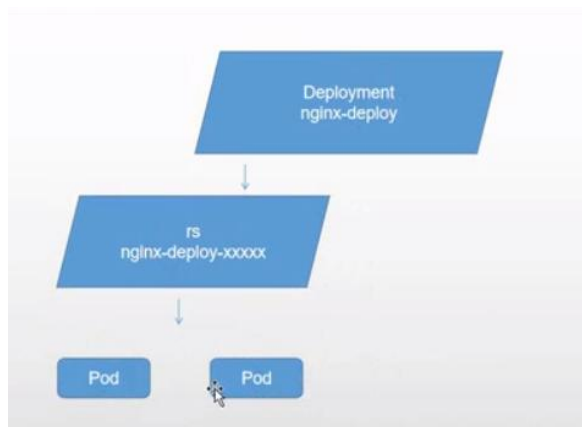 Deployment
nginx-deploy
rs
nginx-deploy-xxxxx
Pod
Pod